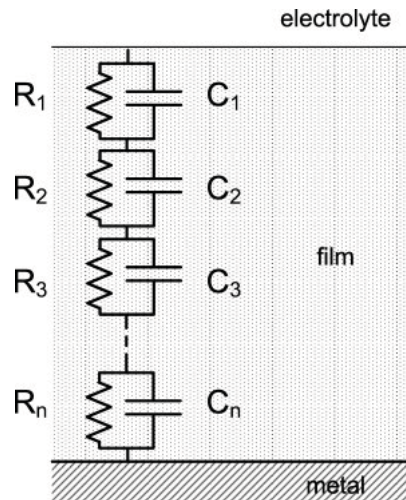 electrolyte
R₁ C₁
R₂ C₂
film
R₃ C₃
Rₙ Cₙ
metal